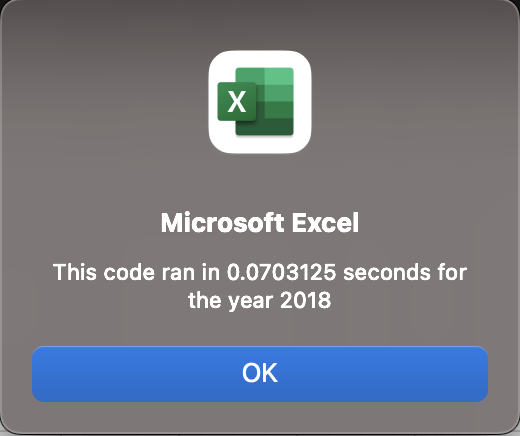 X
Microsoft Excel
This code ran in 0.0703125 seconds for
the year 2018
OK